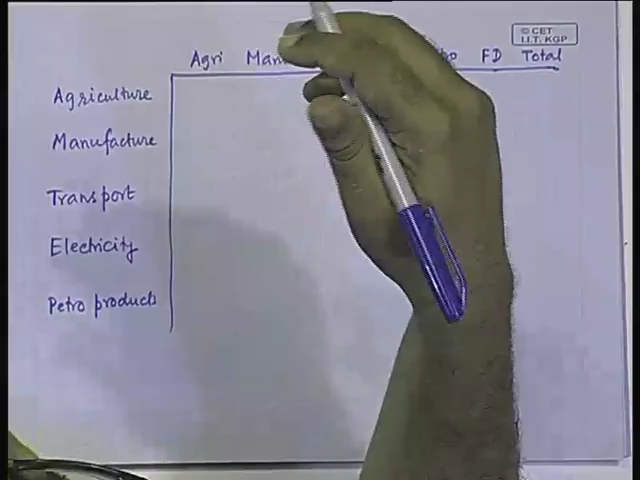 © CET
I.I.T. KGP
Agri FD Total
Agriculture
Manufacture
Transport
Electricity
Petro products